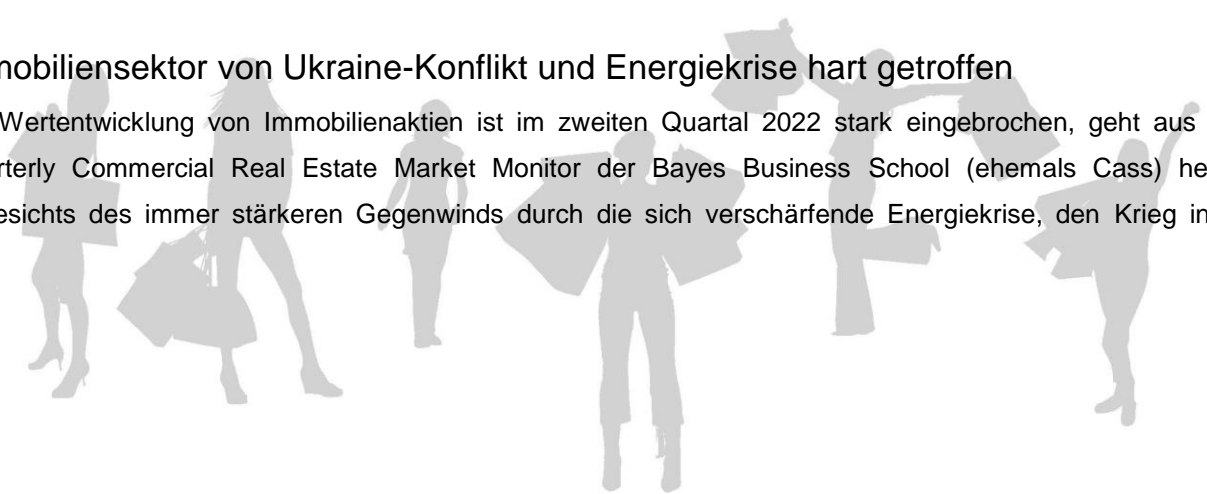 mobiliensektor von Ukraine-Konflikt und Energiekrise hart getroffen
Wertentwicklung von Immobilienaktien ist im zweiten Quartal 2022 stark eingebrochen, geht aus
rterly Commercial Real Estate Market Monitor der Bayes Business School (ehemals Cass) he
esichts des immer stärkeren Gegenwinds durch die sich verschärfende Energiekrise, den Krieg in